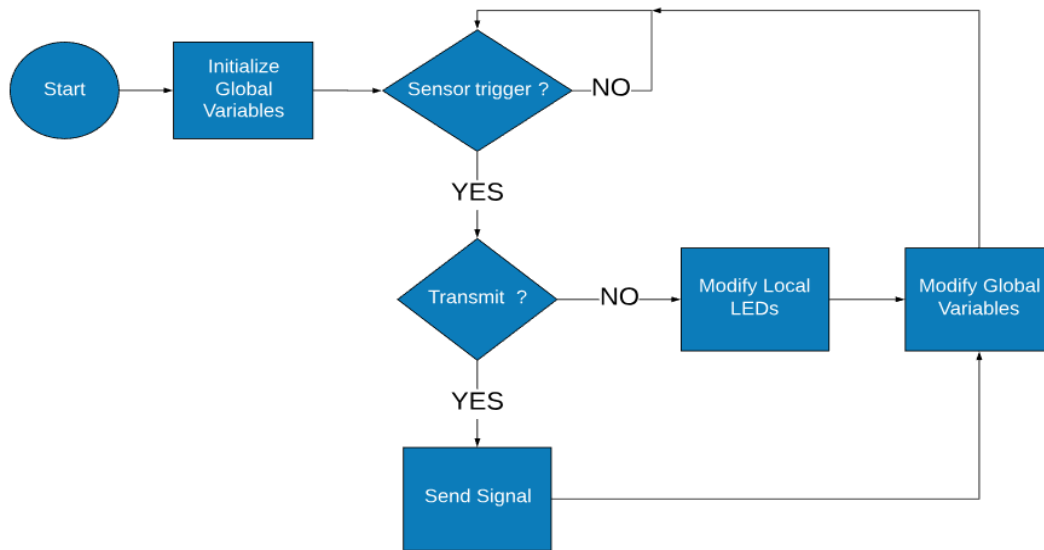 Start
Initialize
Global
Variables
Sensor trigger ?
NO
YES
Transmit ?
NO
Modify Local
LEDs
Modify Global
Variables
YES
Send Signal